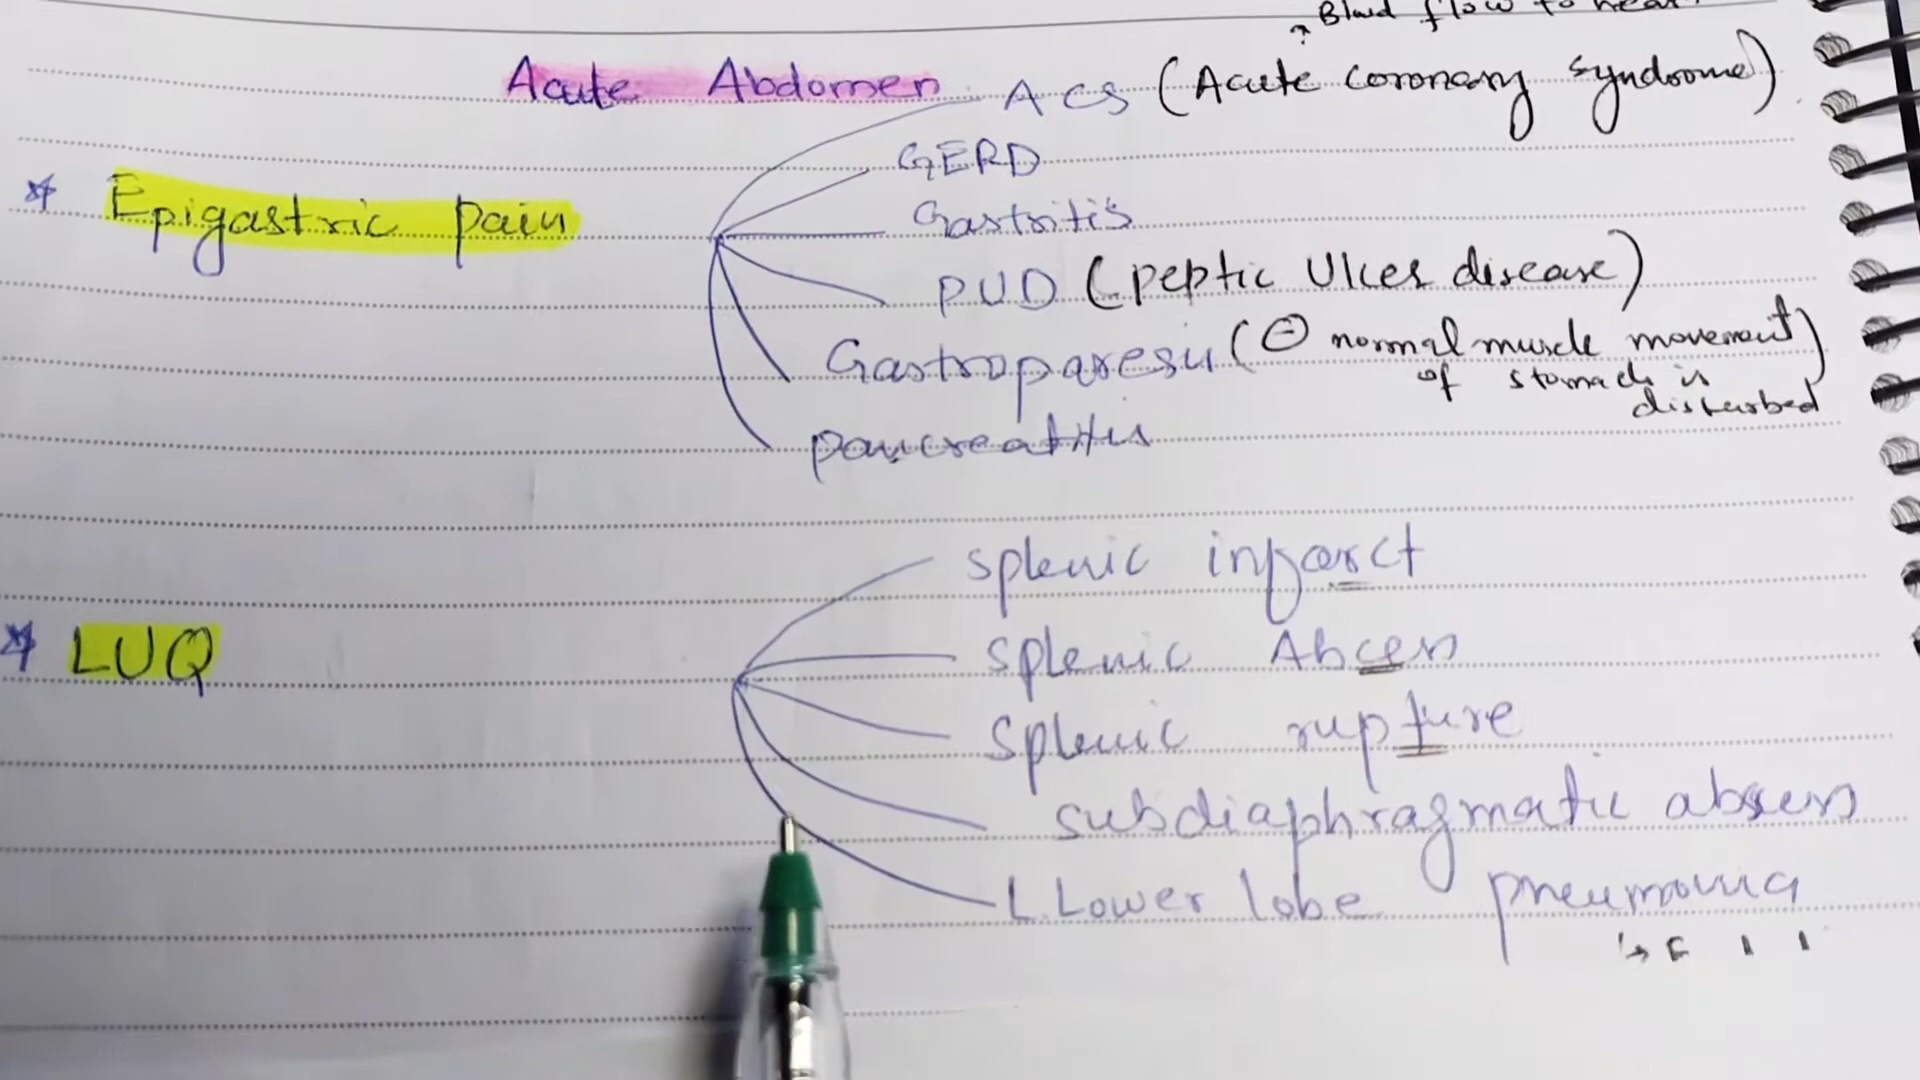 Blood flow to heart
Acute Abdomen
ACS (Acute coronary syndrome)
GERD
* Epigastric pain
Gastritis
PUD (peptic Ulcer disease)
Gastroparesis (⊖ normal muscle movement
of stomach is
disturbed)
pancreatitis
splenic infarct
* LUQ
splenic Abcess
splenic rupture
subdiaphragmatic abscess
L Lower lobe pneumonia